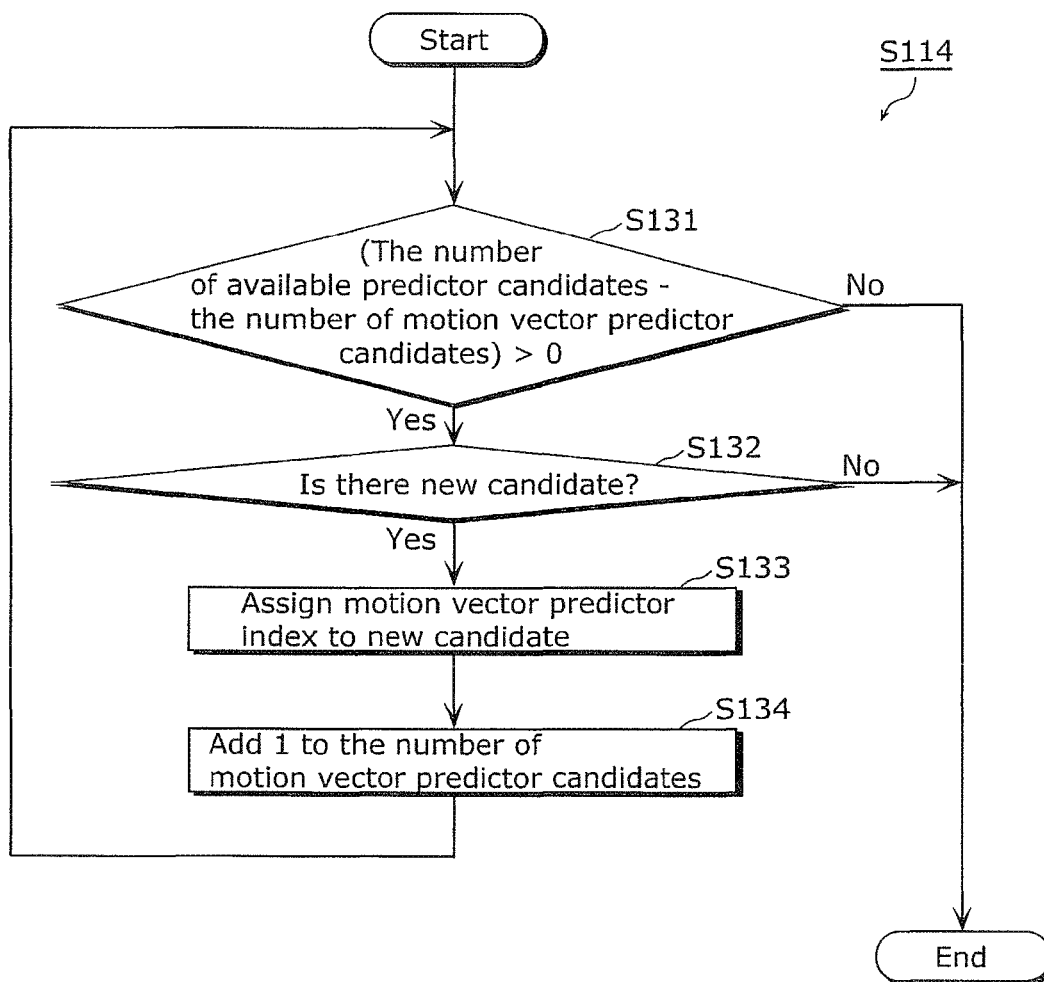 Start
S114
S131
(The number
of available predictor candidates -
the number of motion vector predictor
candidates) > 0
No
Yes
S132
Is there new candidate?
No
Yes
S133
Assign motion vector predictor
index to new candidate
S134
Add 1 to the number of
motion vector predictor candidates
End